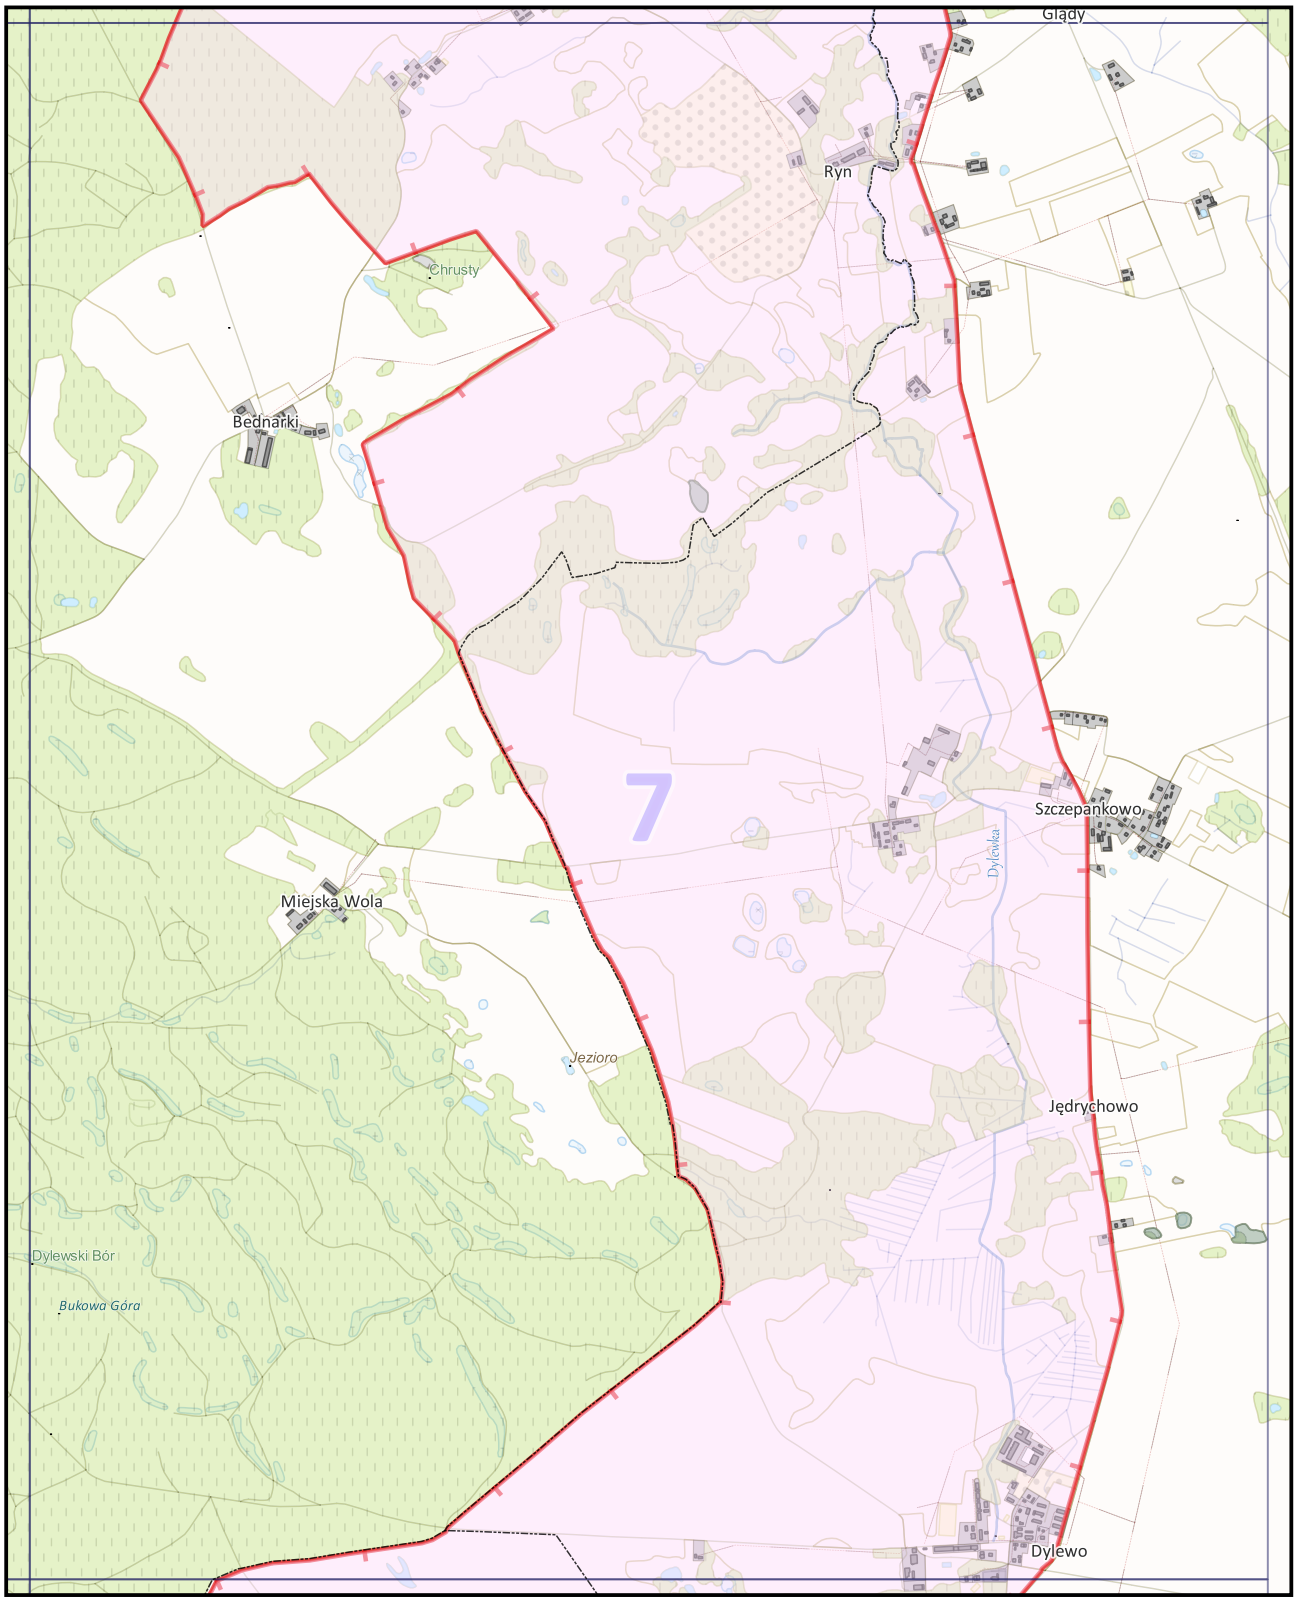 Glądy
Ryn
Chrusty
Bednarki
7
Szczepankowo
Dylewka
Miejska Wola
Jezioro
Jędrychowo
Dylewski Bór
Bukowa Góra
Dylewo